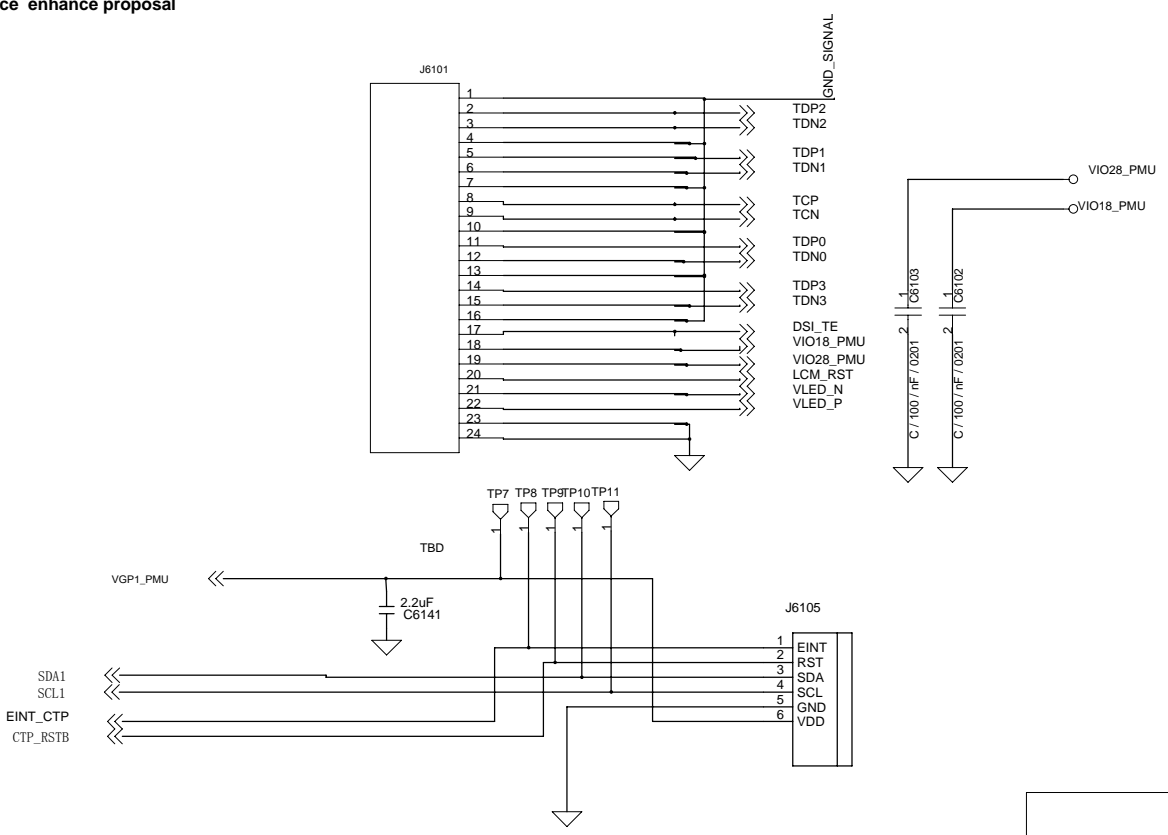 ce enhance proposal
GND_SIGNAL
J6101
1
2
3
4
5
6
7
8
9
10
11
12
13
14
15
16
17
18
19
20
21
22
23
24
TDP2
TDN2
TDP1
TDN1
TCP
TCN
TDP0
TDN0
TDP3
TDN3
DSI_TE
VIO18_PMU
VIO28_PMU
LCM_RST
VLED_N
VLED_P
VIO28_PMU
VIO18_PMU
1
C6103
2
C / 100 / nF / 0201
1
C6102
2
C / 100 / nF / 0201
TP7 TP8 TP9 TP10 TP11
1 1 1 1 1
TBD
VGP1_PMU
2.2uF
C6141
J6105
1 EINT
2 RST
3 SDA
4 SCL
5 GND
6 VDD
SDA1
SCL1
EINT_CTP
CTP_RSTB